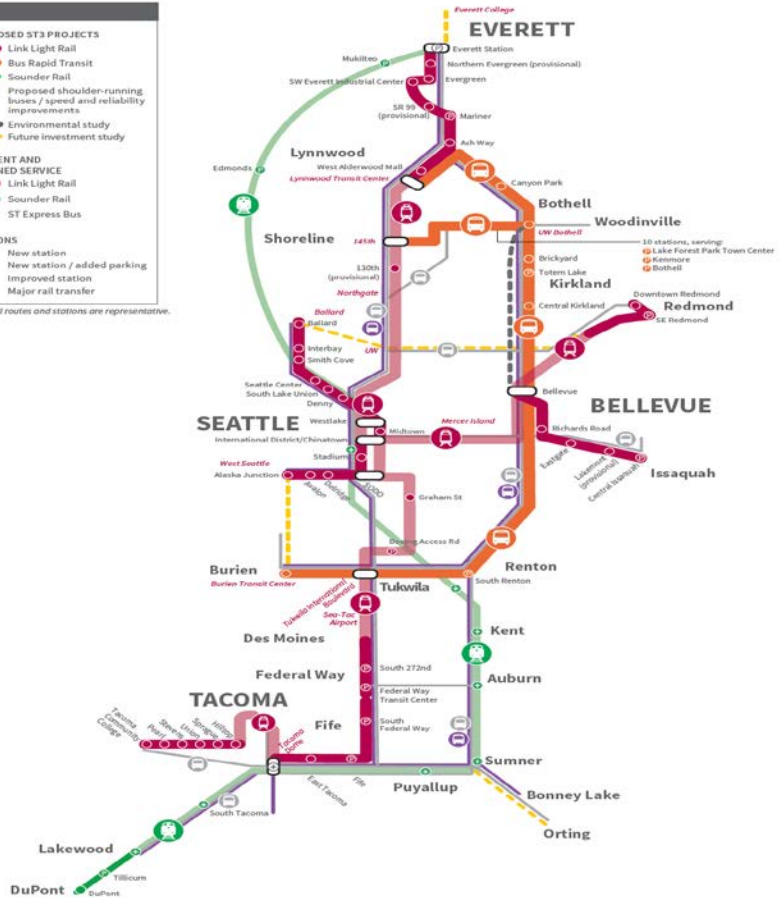 OSED ST3 PROJECTS
Link Light Rail
Bus Rapid Transit
Sounder Rail
Proposed shoulder-running
buses / speed and reliability
improvements
Environmental study
Future investment study
ENT AND
NED SERVICE
Link Light Rail
Sounder Rail
ST Express Bus
ONS
New station
New station / added parking
Improved station
Major rail transfer
l routes and stations are representative.
Everett College
EVERETT
Everett Station
Mukilteo
Northern Evergreen (provisional)
SW Everett Industrial Center
Evergreen
SR 99
(provisional)
Mariner
Ash Way
Lynnwood
West Alderwood Mall
Lynnwood Transit Center
Edmonds
Canyon Park
Bothell
Woodinville
UW Bothell
Shoreline
145th
10 stations, serving:
Lake Forest Park Town Center
Kenmore
Bothell
130th
(provisional)
Brickyard
Totem Lake
Kirkland
Northgate
Downtown Redmond
Redmond
SE Redmond
Central Kirkland
Ballard
Ballard
UW
Interbay
Smith Cove
Seattle Center
South Lake Union
Denny
Bellevue
BELLEVUE
SEATTLE
Westlake
Midtown
Mercer Island
International District/Chinatown
Richards Road
Stadium
Eastgate
Lakemont
(provisional)
Central Issaquah
Issaquah
West Seattle
Alaska Junction
Avalon
Delridge
SODO
Graham St
Boeing Access Rd
Burien
Burien Transit Center
Renton
South Renton
Tukwila
Tukwila International
Boulevard
Sea-Tac
Airport
Kent
Des Moines
South 272nd
Federal Way
Auburn
Federal Way
Transit Center
TACOMA
Fife
South
Federal Way
Tacoma
Community
College
Pearl
Stevens
Union
Sprague
Hilltop
Tacoma
Dome
Sumner
East Tacoma
Fife
Puyallup
Bonney Lake
South Tacoma
Orting
Lakewood
Tillicum
DuPont
DuPont